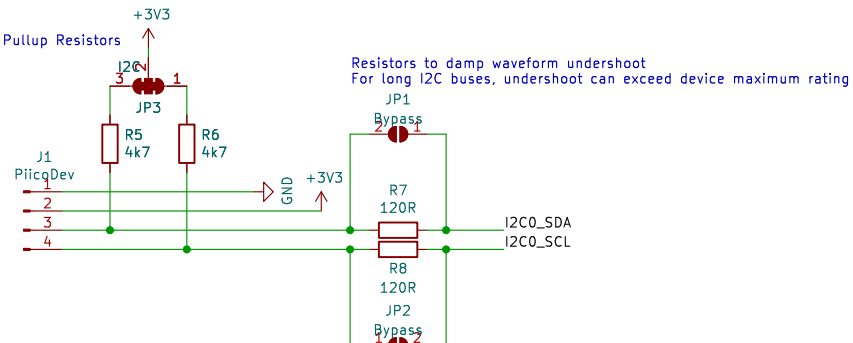 +3V3
Pullup Resistors
I2C
3
2
1
JP3
R5
4k7
R6
4k7
Resistors to damp waveform undershoot
For long I2C buses, undershoot can exceed device maximum rating
JP1
Bypass
2
1
J1
PiicoDev
1
2
3
4
GND
+3V3
R7
120R
I2C0_SDA
I2C0_SCL
R8
120R
JP2
Bypass
1
2